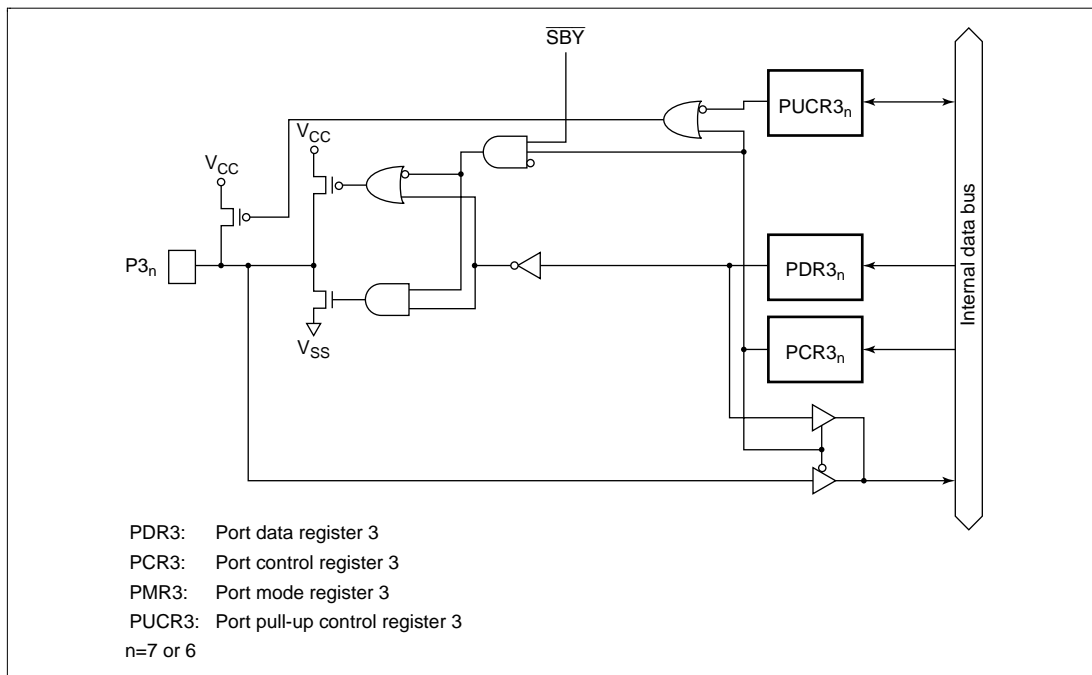 SBY
PUCR3n
VCC
VCC
P3n
PDR3n
Internal data bus
PCR3n
VSS
PDR3: Port data register 3
PCR3: Port control register 3
PMR3: Port mode register 3
PUCR3: Port pull-up control register 3
n=7 or 6